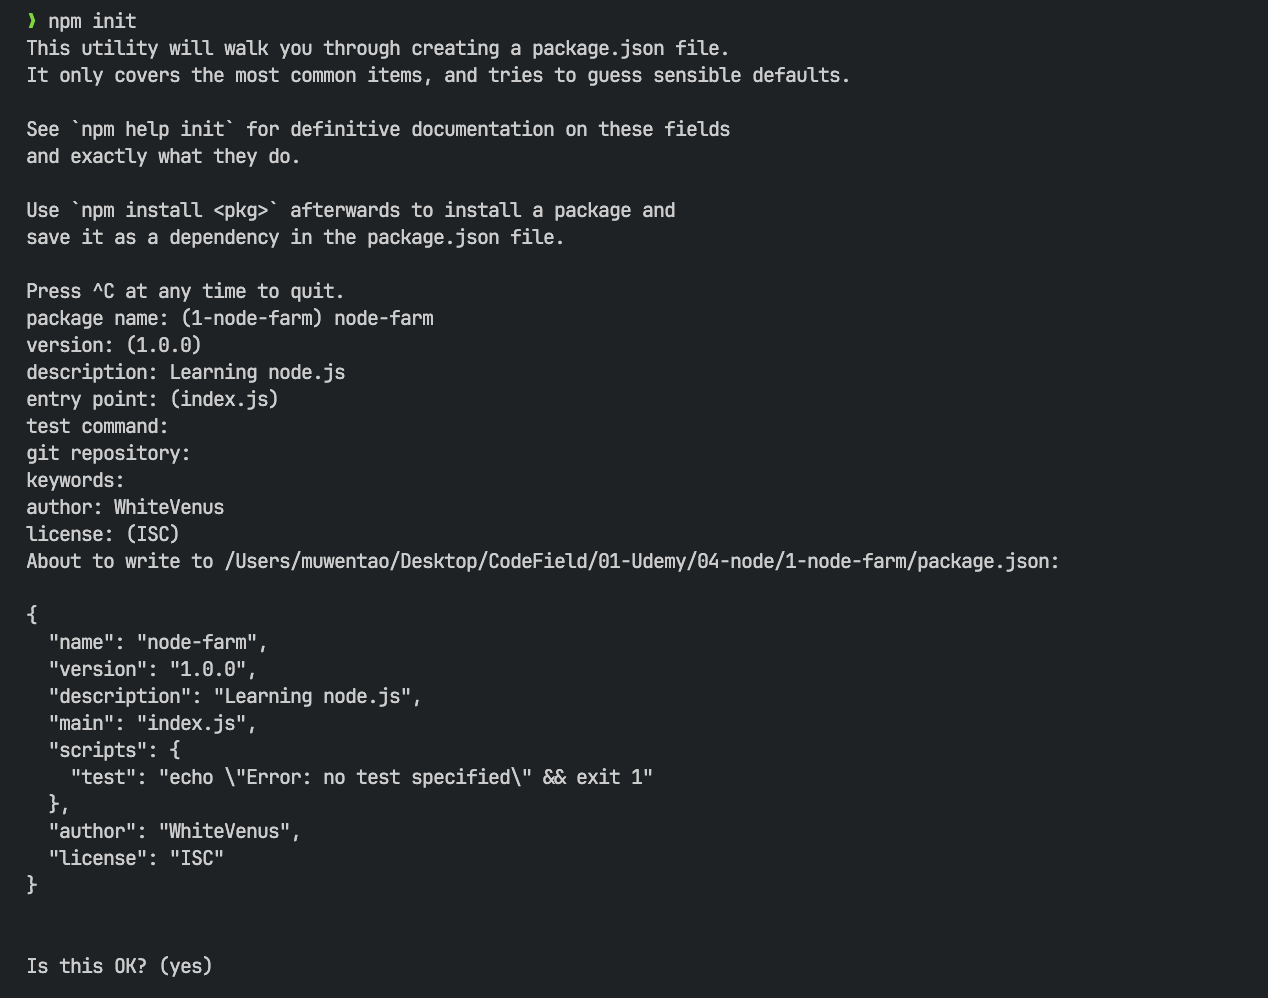 ❯ npm init
This utility will walk you through creating a package.json file.
It only covers the most common items, and tries to guess sensible defaults.
See `npm help init` for definitive documentation on these fields
and exactly what they do.
Use `npm install <pkg>` afterwards to install a package and
save it as a dependency in the package.json file.
Press ^C at any time to quit.
package name: (1-node-farm) node-farm
version: (1.0.0)
description: Learning node.js
entry point: (index.js)
test command:
git repository:
keywords:
author: WhiteVenus
license: (ISC)
About to write to /Users/muwentao/Desktop/CodeField/01-Udemy/04-node/1-node-farm/package.json:
{
  "name": "node-farm",
  "version": "1.0.0",
  "description": "Learning node.js",
  "main": "index.js",
  "scripts": {
    "test": "echo \"Error: no test specified\" && exit 1"
  },
  "author": "WhiteVenus",
  "license": "ISC"
}
Is this OK? (yes)